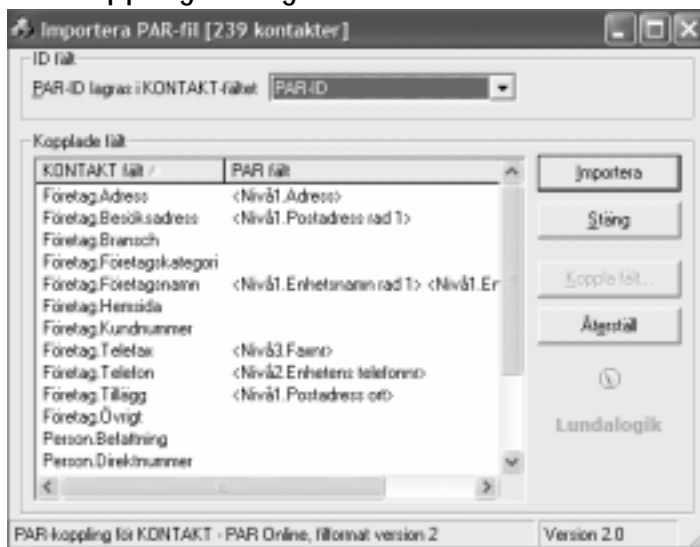 Importera PAR-fil [239 kontakter]
ID fält
PAR-ID lagras i KONTAKT-fältet PAR-ID
Kopplade fält
KONTAKT fält / PAR fält
Företag.Adress <Nivå1.Adress>
Företag.Besöksadress <Nivå1.Postadress rad 1>
Företag.Bransch
Företag.Företagskategori
Företag.Företagsnamn <Nivå1.Enhetsnamn rad 1> <Nivå1.Er
Företag.Hemsida
Företag.Kundnummer
Företag.Telefax <Nivå3.Faxnr>
Företag.Telefon <Nivå2.Enhetens telefonnr>
Företag.Tillägg <Nivå1.Postadress ort>
Företag.Övrigt
Person.Befattning
Person.Direktnummer
Importera
Stäng
Koppla fält...
Återställ
Lundalogik
PAR-koppling för KONTAKT - PAR Online, filformat version 2
Version 2.0